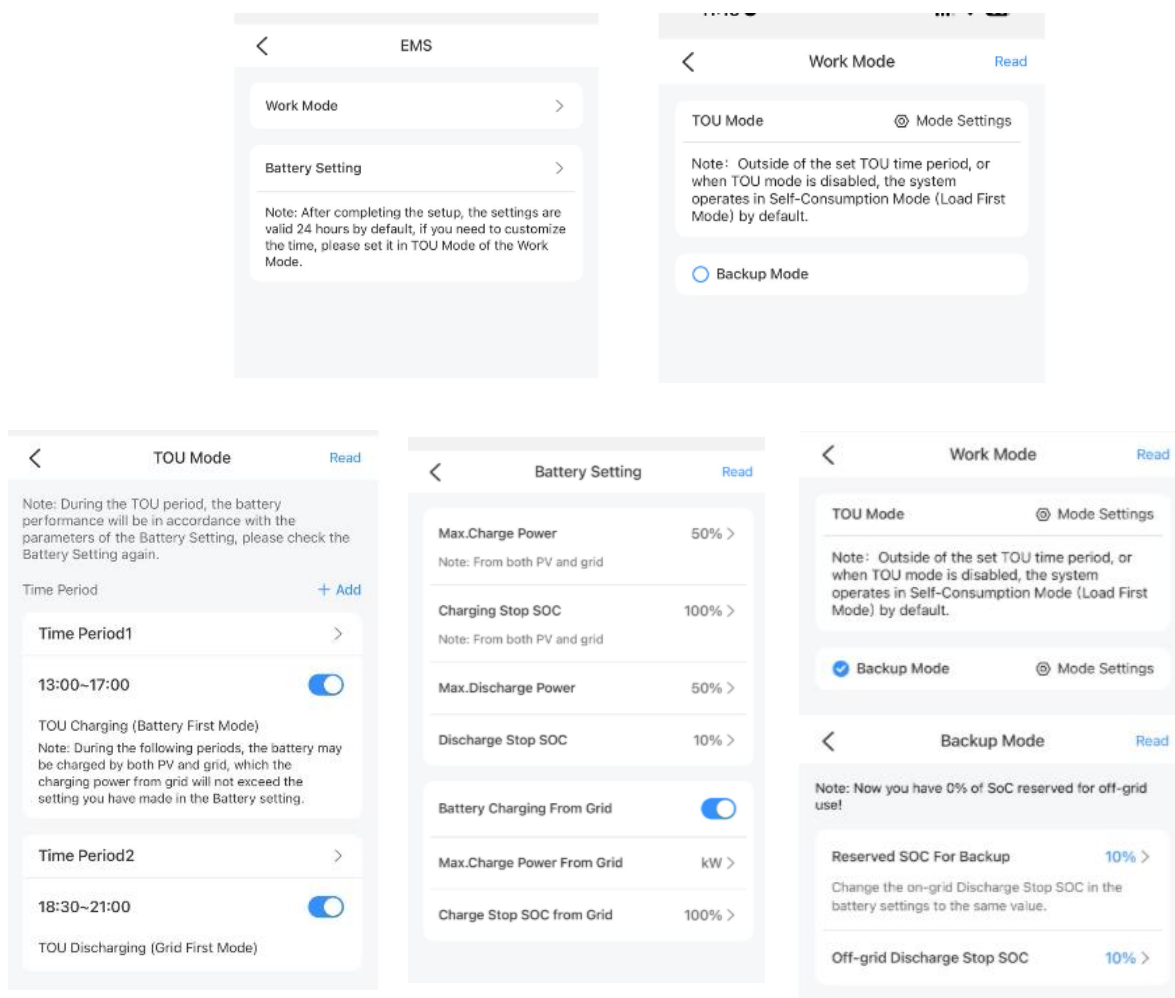 EMS
Work Mode
Battery Setting
Note: After completing the setup, the settings are
valid 24 hours by default, if you need to customize
the time, please set it in TOU Mode of the Work
Mode.
Work Mode Read
TOU Mode Mode Settings
Note: Outside of the set TOU time period, or
when TOU mode is disabled, the system
operates in Self-Consumption Mode (Load First
Mode) by default.
Backup Mode
TOU Mode Read
Note: During the TOU period, the battery
performance will be in accordance with the
parameters of the Battery Setting, please check the
Battery Setting again.
Time Period + Add
Time Period1
13:00~17:00
TOU Charging (Battery First Mode)
Note: During the following periods, the battery may
be charged by both PV and grid, which the
charging power from grid will not exceed the
setting you have made in the Battery setting.
Time Period2
18:30~21:00
TOU Discharging (Grid First Mode)
Battery Setting Read
Max.Charge Power 50%
Note: From both PV and grid
Charging Stop SOC 100%
Note: From both PV and grid
Max.Discharge Power 50%
Discharge Stop SOC 10%
Battery Charging From Grid
Max.Charge Power From Grid kW
Charge Stop SOC from Grid 100%
Work Mode Read
TOU Mode Mode Settings
Note: Outside of the set TOU time period, or
when TOU mode is disabled, the system
operates in Self-Consumption Mode (Load First
Mode) by default.
Backup Mode Mode Settings
Backup Mode Read
Note: Now you have 0% of SoC reserved for off-grid
use!
Reserved SOC For Backup 10%
Change the on-grid Discharge Stop SOC in the
battery settings to the same value.
Off-grid Discharge Stop SOC 10%